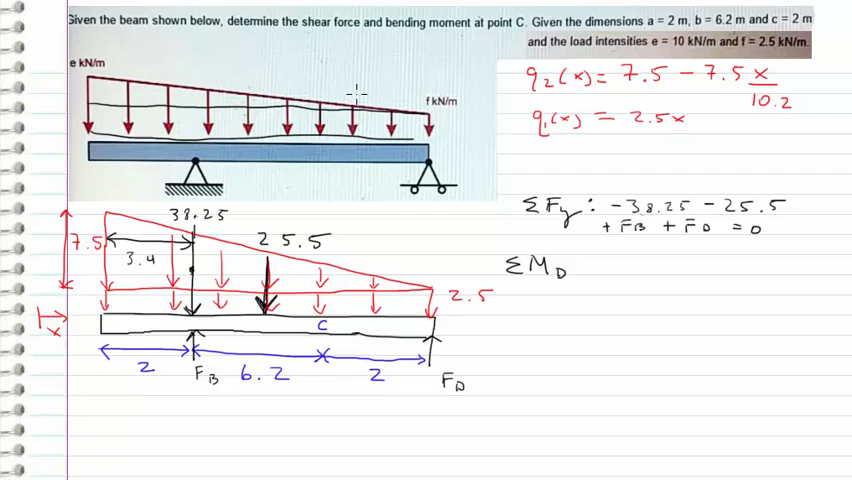 Given the beam shown below, determine the shear force and bending moment at point C. Given the dimensions a = 2 m, b = 6.2 m and c = 2 m
and the load intensities e = 10 kN/m and f = 2.5 kN/m.
e kN/m
f kN/m
q2(x) = 7.5 - 7.5 x
10.2
q1(x) = 2.5x
38.25
ΣFy: -38.25 - 25.5
+ FB + FD = 0
7.5
3.4
25.5
ΣMD
2.5
x
C
2
FB
6.2
2
FD